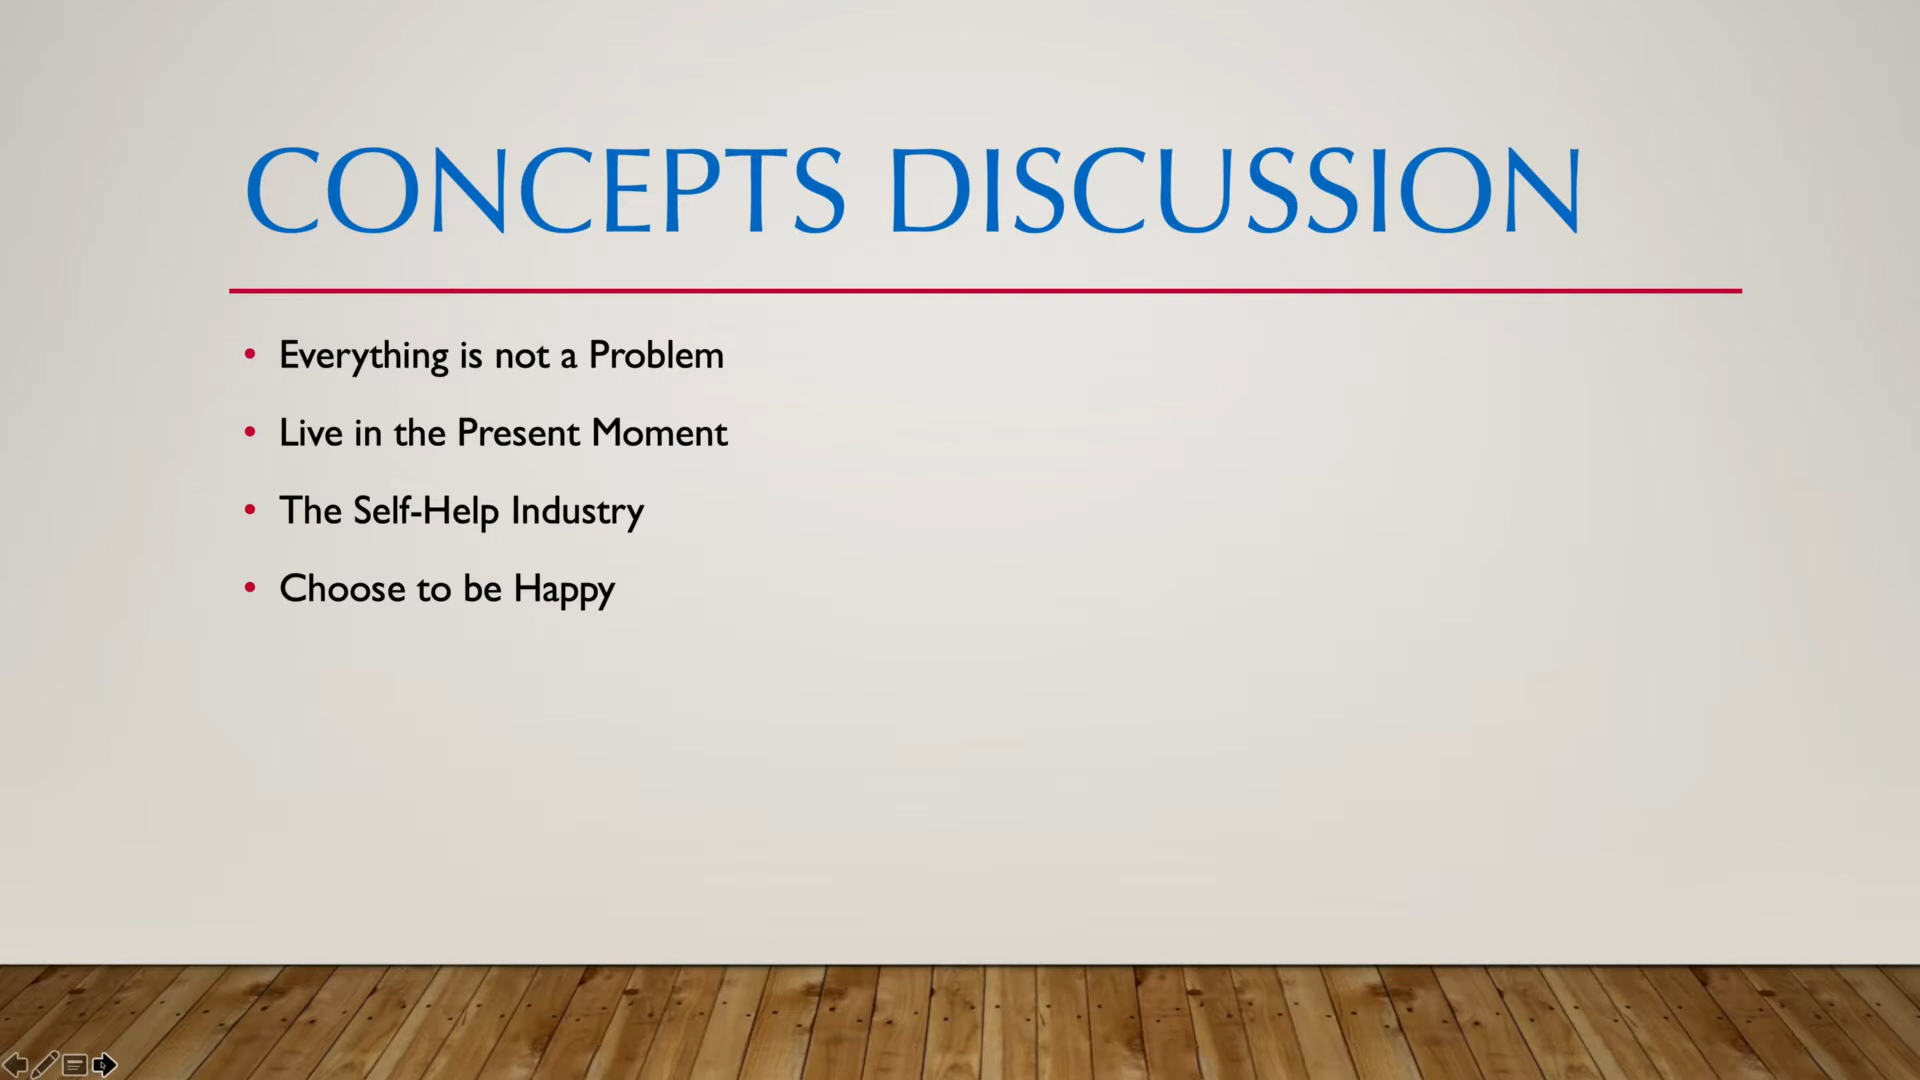 CONCEPTS DISCUSSION
• Everything is not a Problem
• Live in the Present Moment
• The Self-Help Industry
• Choose to be Happy